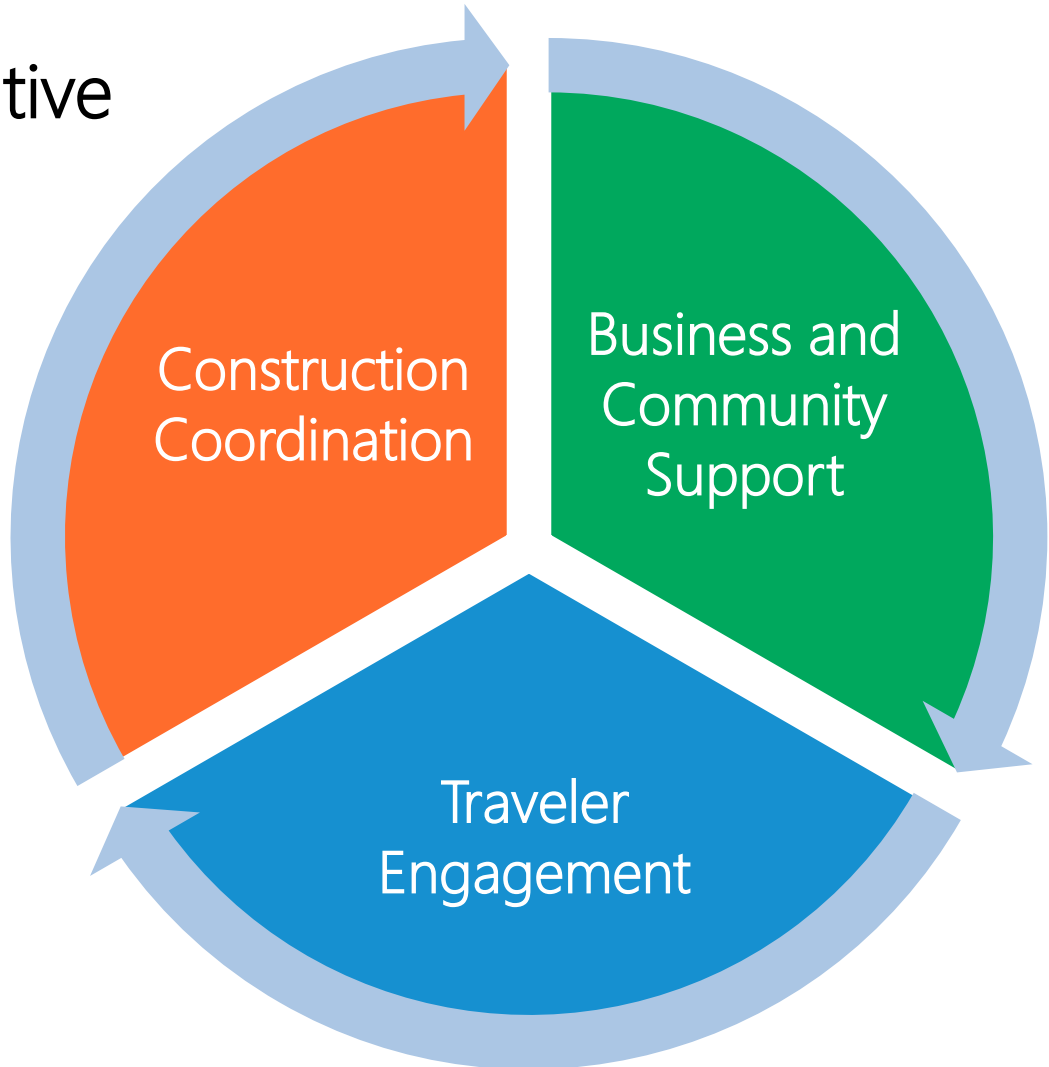 tive
Construction
Coordination
Business and
Community
Support
Traveler
Engagement